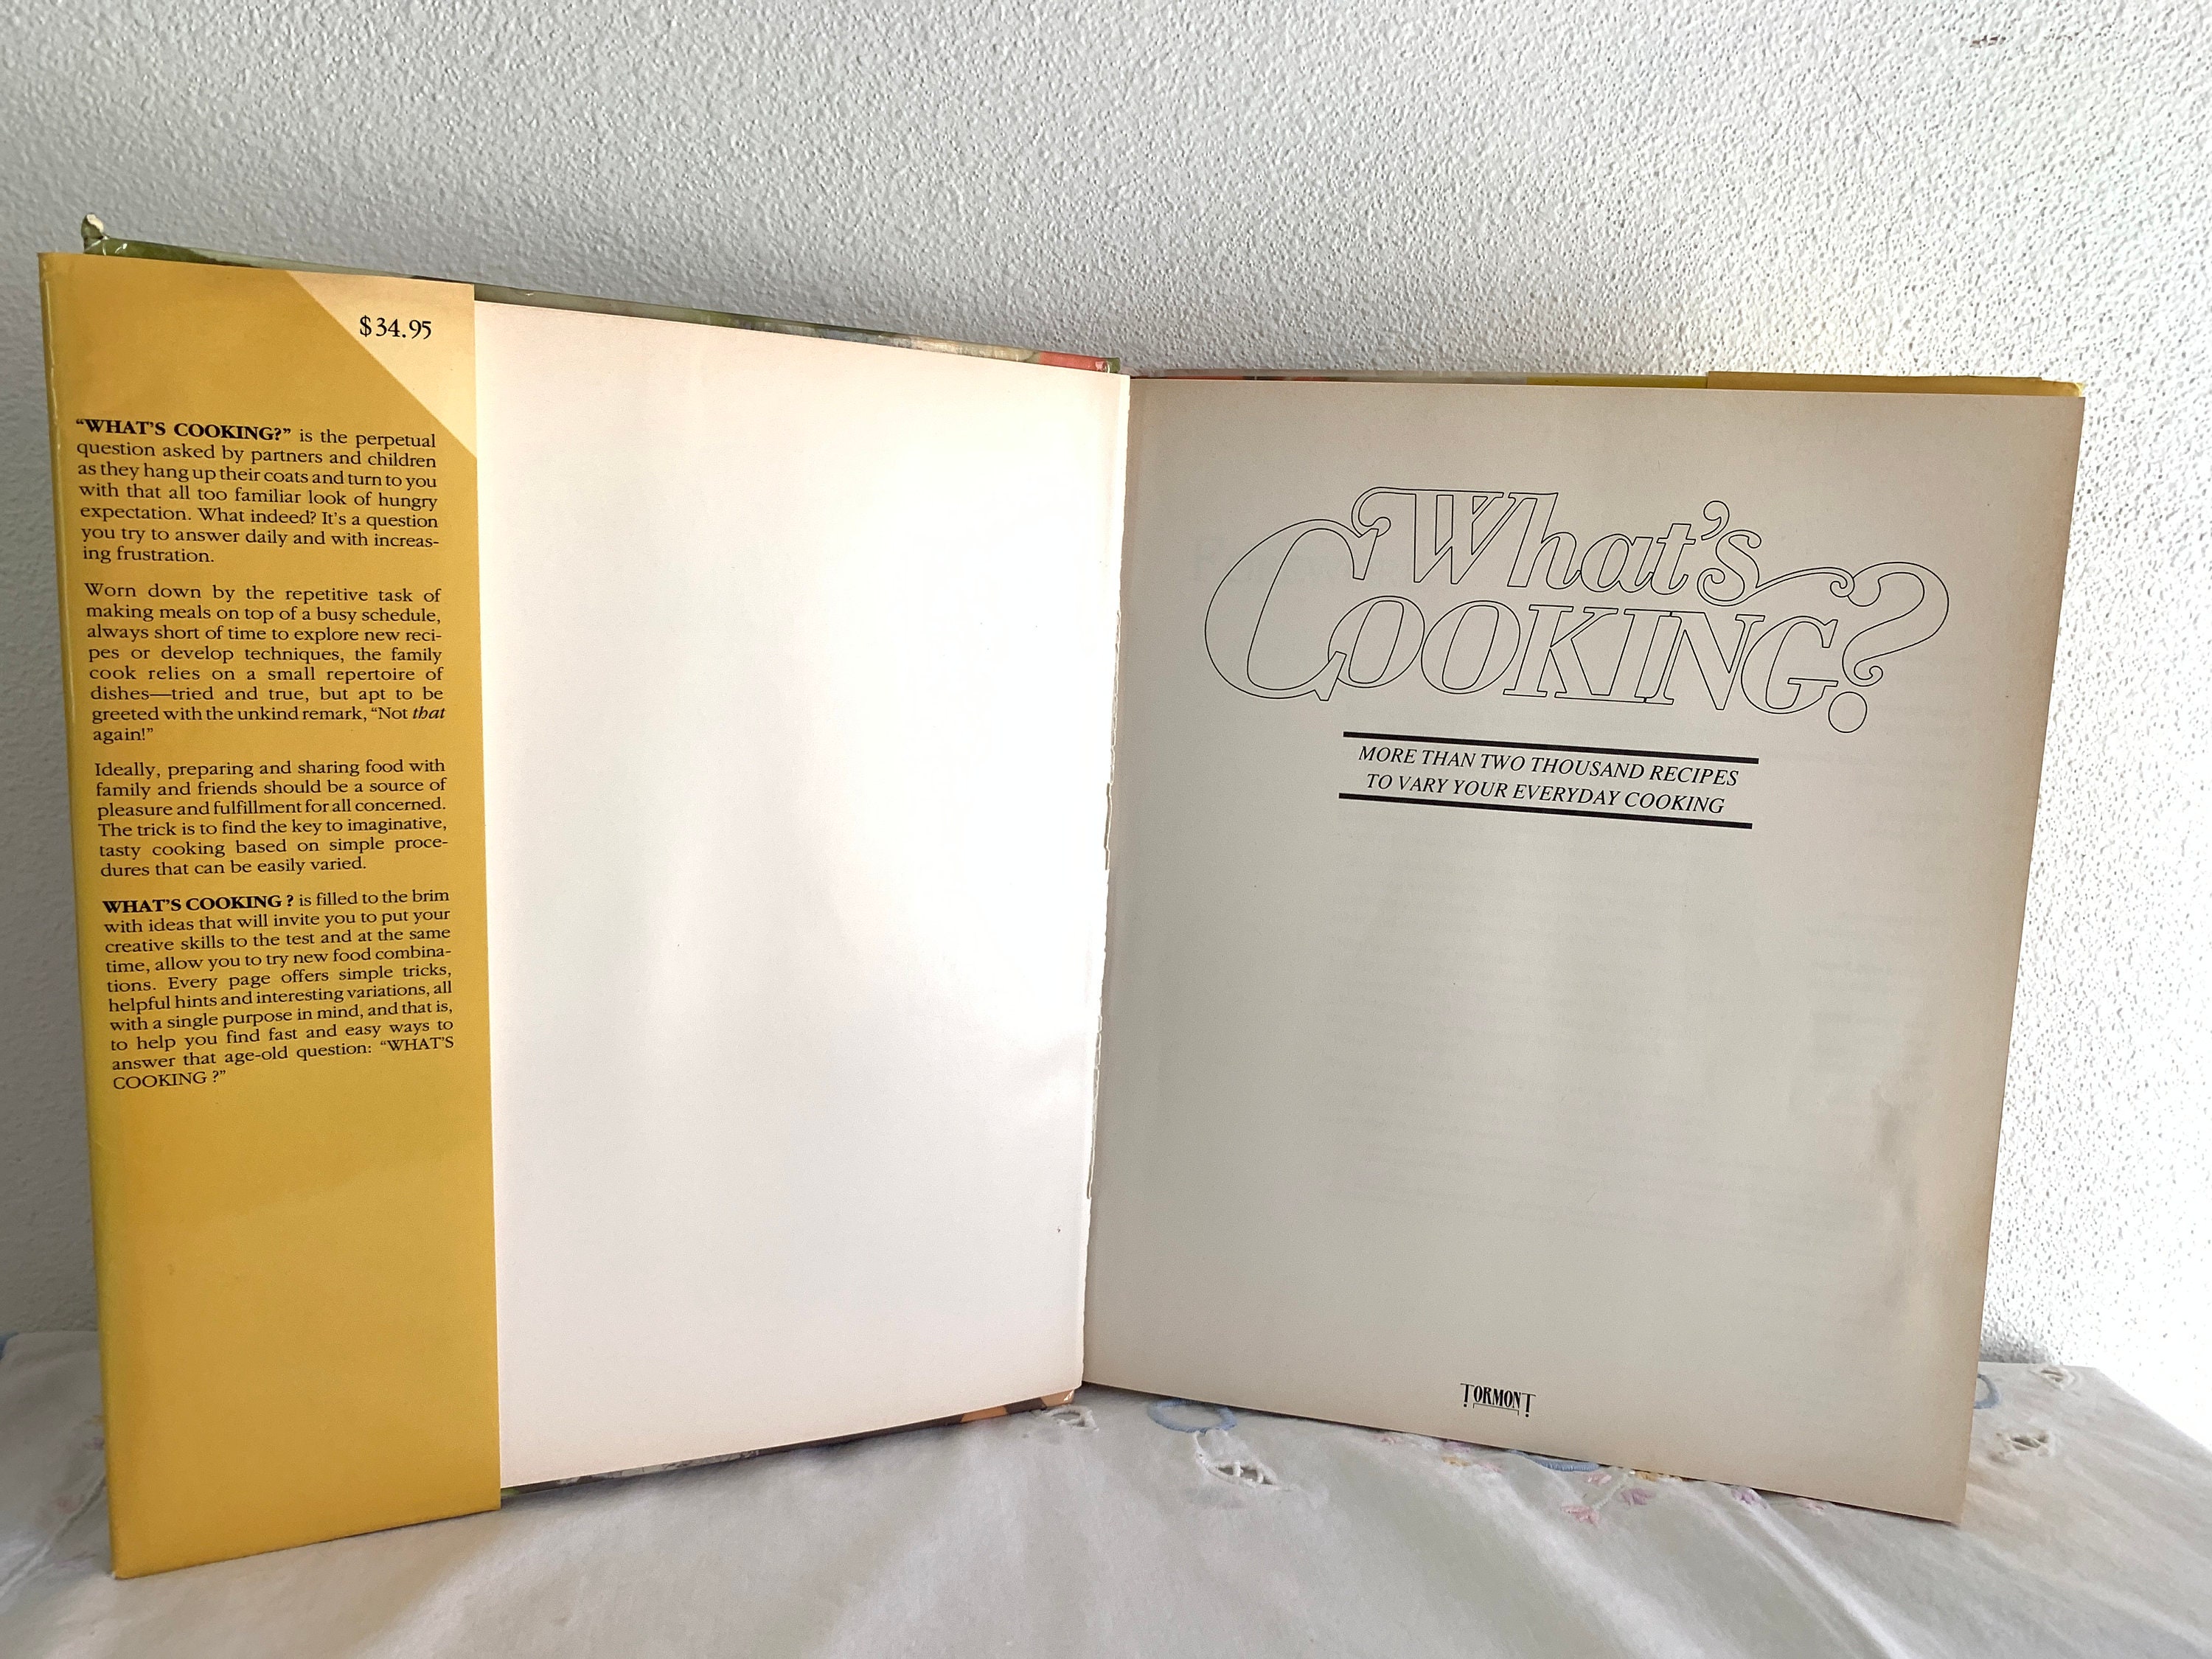 $34.95
“WHAT’S COOKING?” is the perpetual
question asked by partners and children
as they hang up their coats and turn to you
with that all too familiar look of hungry
expectation. What indeed? It’s a question
you try to answer daily and with increas-
ing frustration.
Worn down by the repetitive task of
making meals on top of a busy schedule,
always short of time to explore new reci-
pes or develop techniques, the family
cook relies on a small repertoire of
dishes—tried and true, but apt to be
greeted with the unkind remark, “Not that
again!”
Ideally, preparing and sharing food with
family and friends should be a source of
pleasure and fulfillment for all concerned.
The trick is to find the key to imaginative,
tasty cooking based on simple proce-
dures that can be easily varied.
WHAT’S COOKING ? is filled to the brim
with ideas that will invite you to put your
creative skills to the test and at the same
time, allow you to try new food combina-
tions. Every page offers simple tricks,
helpful hints and interesting variations, all
with a single purpose in mind, and that is,
to help you find fast and easy ways to
answer that age-old question: “WHAT’S
COOKING ?”
What’s
COOKING?
MORE THAN TWO THOUSAND RECIPES
TO VARY YOUR EVERYDAY COOKING
TORMONT